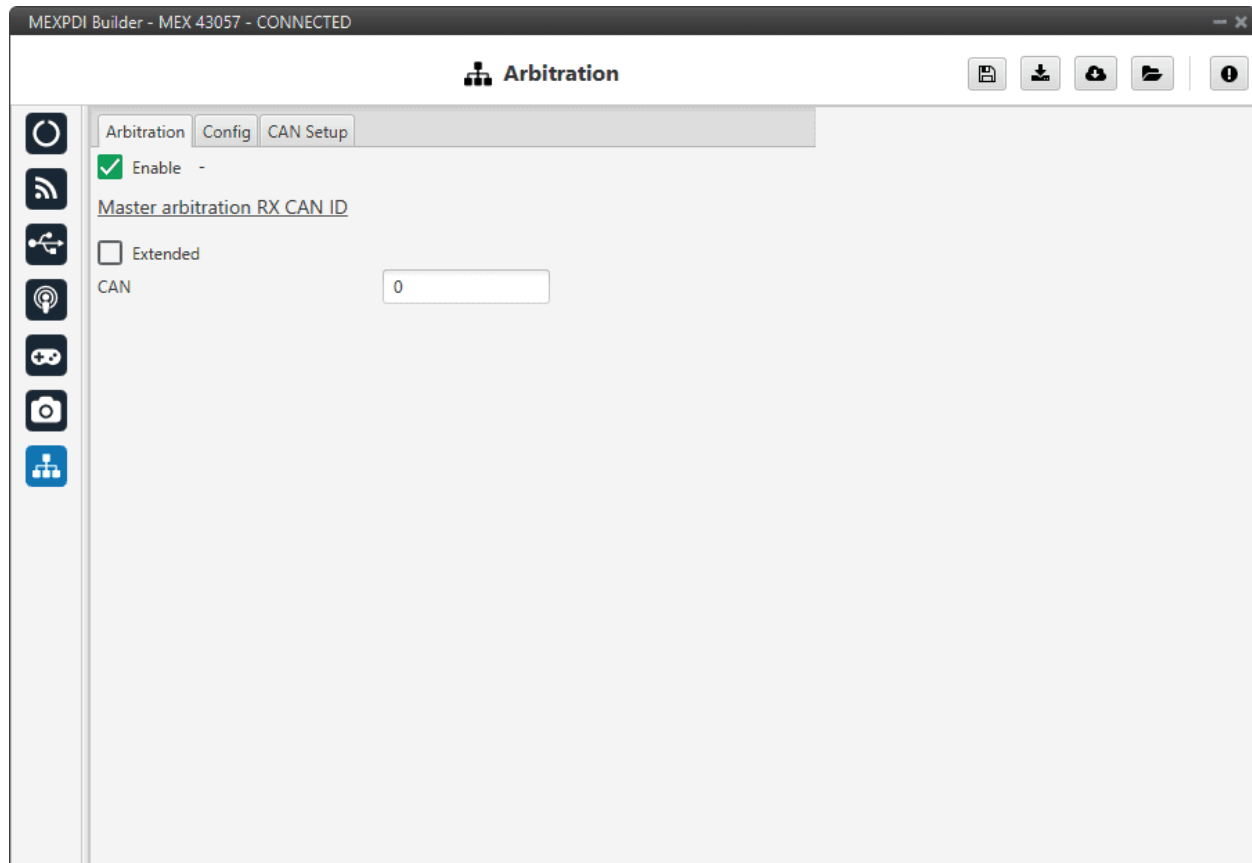 MEXPDI Builder - MEX 43057 - CONNECTED
Arbitration
Arbitration Config CAN Setup
Enable -
Master arbitration RX CAN ID
Extended
CAN 0